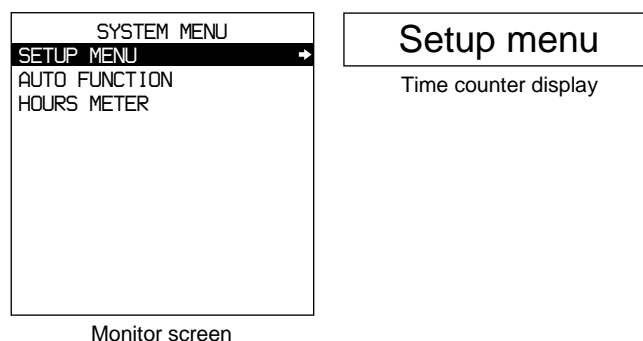 SYSTEM MENU
SETUP MENU ➡
AUTO FUNCTION
HOURS METER
Monitor screen
Setup menu
Time counter display